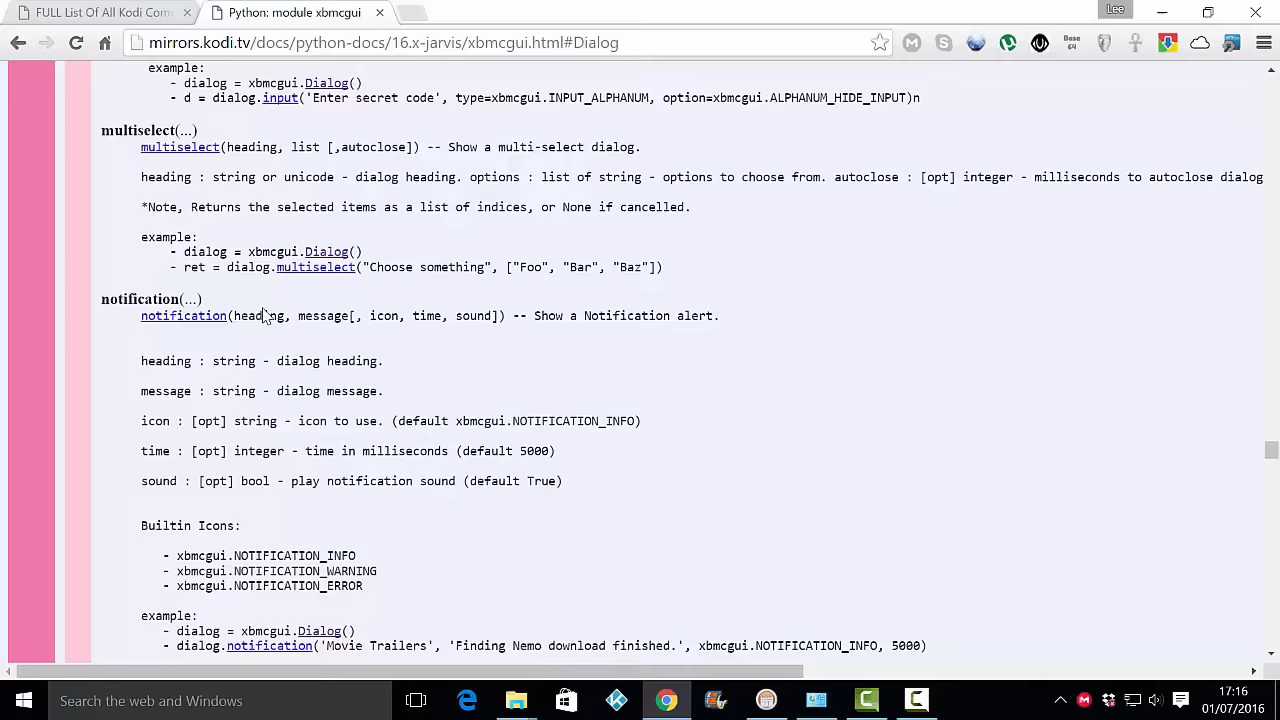 FULL List Of All Kodi Com
Python: module xbmcgui
Lee
mirrors.kodi.tv/docs/python-docs/16.x-jarvis/xbmcgui.html#Dialog
Base 64
example:
- dialog = xbmcgui.Dialog()
- d = dialog.input('Enter secret code', type=xbmcgui.INPUT_ALPHANUM, option=xbmcgui.ALPHANUM_HIDE_INPUT)n
multiselect(...)
multiselect(heading, list [,autoclose]) -- Show a multi-select dialog.
heading : string or unicode - dialog heading. options : list of string - options to choose from. autoclose : [opt] integer - milliseconds to autoclose dialog
*Note, Returns the selected items as a list of indices, or None if cancelled.
example:
- dialog = xbmcgui.Dialog()
- ret = dialog.multiselect("Choose something", ["Foo", "Bar", "Baz"])
notification(...)
notification(heading, message[, icon, time, sound]) -- Show a Notification alert.
heading : string - dialog heading.
message : string - dialog message.
icon : [opt] string - icon to use. (default xbmcgui.NOTIFICATION_INFO)
time : [opt] integer - time in milliseconds (default 5000)
sound : [opt] bool - play notification sound (default True)
Builtin Icons:
- xbmcgui.NOTIFICATION_INFO
- xbmcgui.NOTIFICATION_WARNING
- xbmcgui.NOTIFICATION_ERROR
example:
- dialog = xbmcgui.Dialog()
- dialog.notification('Movie Trailers', 'Finding Nemo download finished.', xbmcgui.NOTIFICATION_INFO, 5000)
Search the web and Windows
17:16
01/07/2016